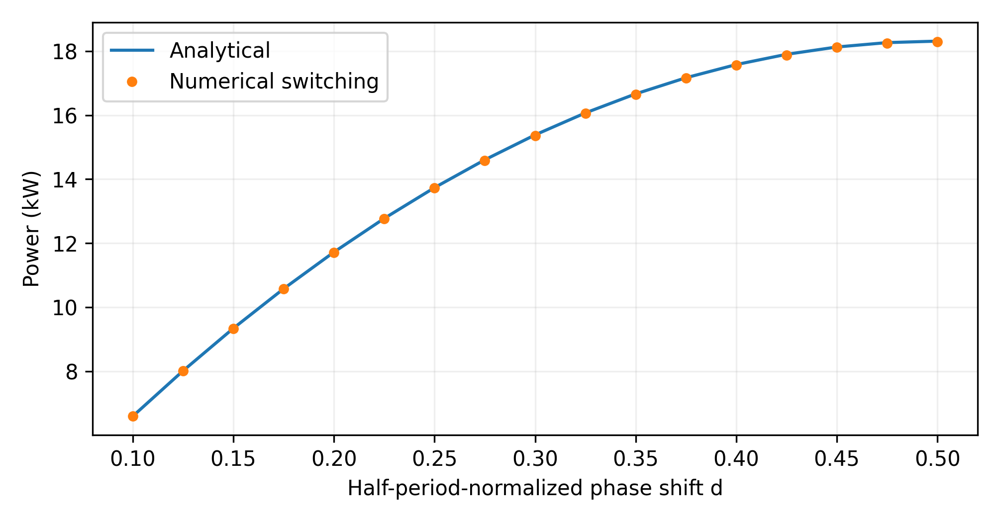 Analytical
Numerical switching
18
16
14
12
10
8
Power (kW)
0.10 0.15 0.20 0.25 0.30 0.35 0.40 0.45 0.50
Half-period-normalized phase shift d